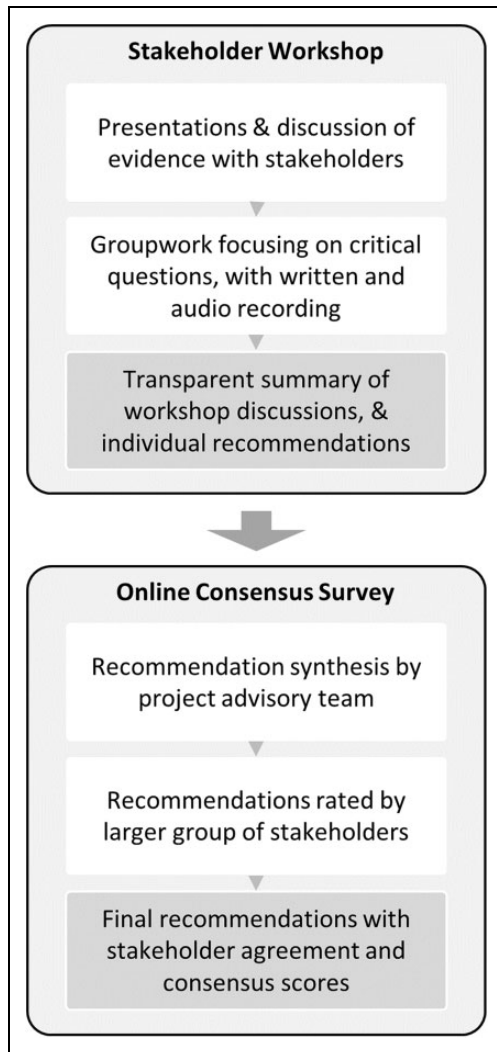 Stakeholder Workshop
Presentations & discussion of
evidence with stakeholders
Groupwork focusing on critical
questions, with written and
audio recording
Transparent summary of
workshop discussions, &
individual recommendations
Online Consensus Survey
Recommendation synthesis by
project advisory team
Recommendations rated by
larger group of stakeholders
Final recommendations with
stakeholder agreement and
consensus scores